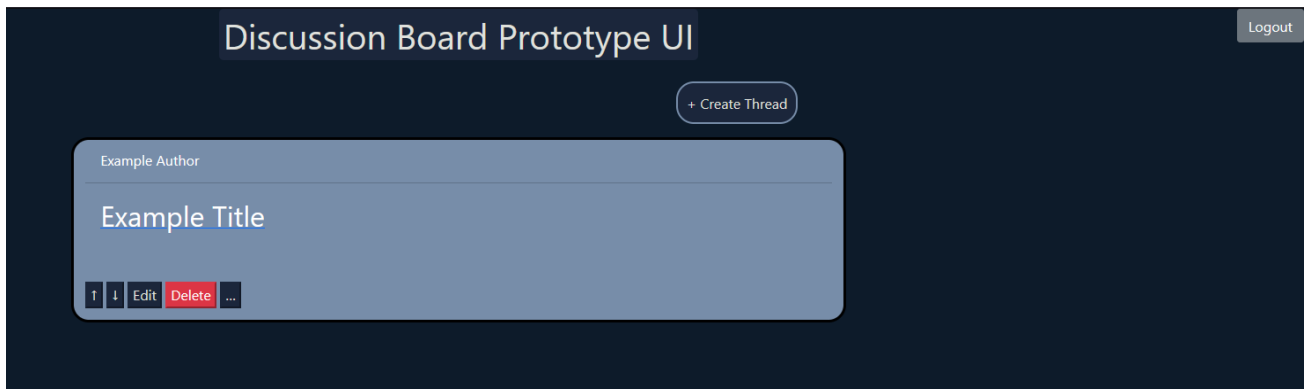 Discussion Board Prototype UI
Logout
+ Create Thread
Example Author
Example Title
↑ ↓ Edit Delete ...